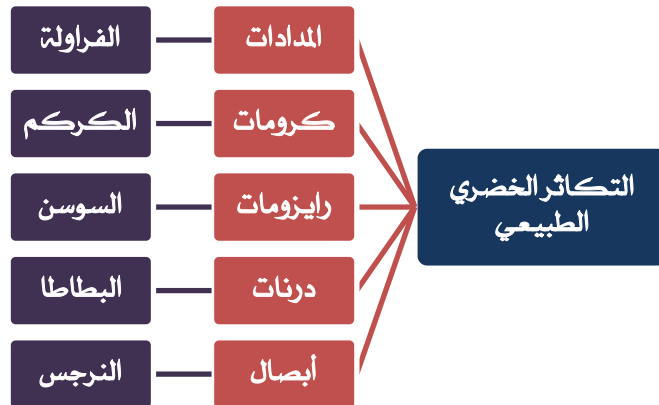 التكاثر الخضري
الطبيعي
المدادات
الفراولة
كرومات
الكركم
رايزومات
السوسن
درنات
البطاطا
أبصال
النرجس